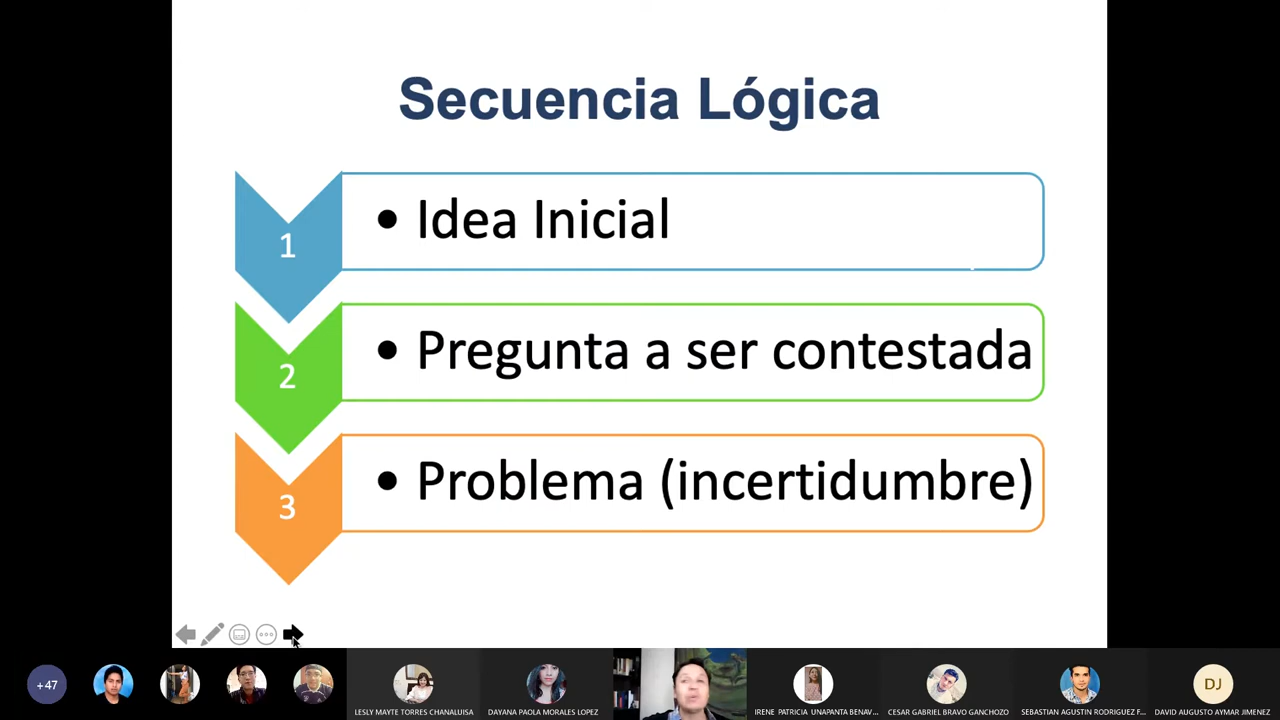 Secuencia Lógica
1
• Idea Inicial
2
• Pregunta a ser contestada
3
• Problema (incertidumbre)
+47
LESLY MAYTE TORRES CHANALUISA
DAYANA PAOLA MORALES LOPEZ
IRENE PATRICIA UNAPANTA BENAV...
CESAR GABRIEL BRAVO GANCHOZO
SEBASTIAN AGUSTIN RODRIGUEZ F...
DJ
DAVID AUGUSTO AYMAR JIMENEZ